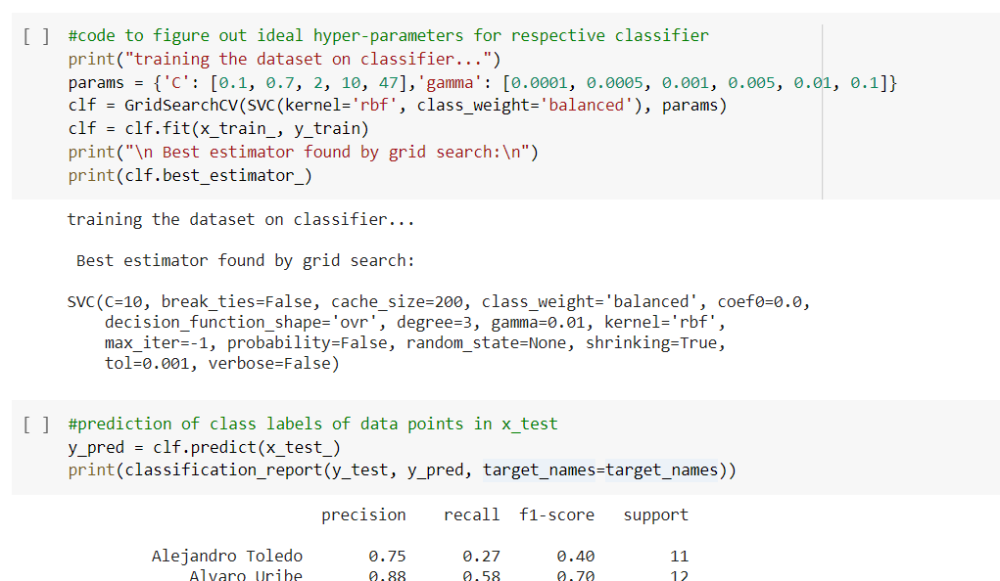 [ ] #code to figure out ideal hyper-parameters for respective classifier
print("training the dataset on classifier...")
params = {'C': [0.1, 0.7, 2, 10, 47],'gamma': [0.0001, 0.0005, 0.001, 0.005, 0.01, 0.1]}
clf = GridSearchCV(SVC(kernel='rbf', class_weight='balanced'), params)
clf = clf.fit(x_train_, y_train)
print("\n Best estimator found by grid search:\n")
print(clf.best_estimator_)
training the dataset on classifier...
Best estimator found by grid search:
SVC(C=10, break_ties=False, cache_size=200, class_weight='balanced', coef0=0.0,
decision_function_shape='ovr', degree=3, gamma=0.01, kernel='rbf',
max_iter=-1, probability=False, random_state=None, shrinking=True,
tol=0.001, verbose=False)
[ ] #prediction of class labels of data points in x_test
y_pred = clf.predict(x_test_)
print(classification_report(y_test, y_pred, target_names=target_names))
precision recall f1-score support
Alejandro Toledo 0.75 0.27 0.40 11
Alvaro Uribe 0.88 0.58 0.70 12